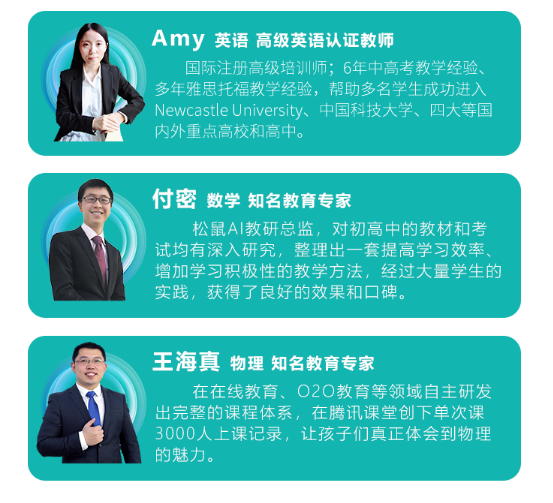 Amy 英语 高级英语认证教师
国际注册高级培训师；6年中高考教学经验、
多年雅思托福教学经验，帮助多名学生成功进入
Newcastle University、中国科技大学、四大等国
内外重点高校和高中。
付密 数学 知名教育专家
松鼠AI教研总监，对初高中的教材和考
试均有深入研究，整理出一套提高学习效率、
增加学习积极性的教学方法，经过大量学生的
实践，获得了良好的效果和口碑。
王海真 物理 知名教育专家
在在线教育、O2O教育等领域自主研发
出完整的课程体系，在腾讯课堂创下单次课
3000人上课记录，让孩子们真正体会到物理
的魅力。